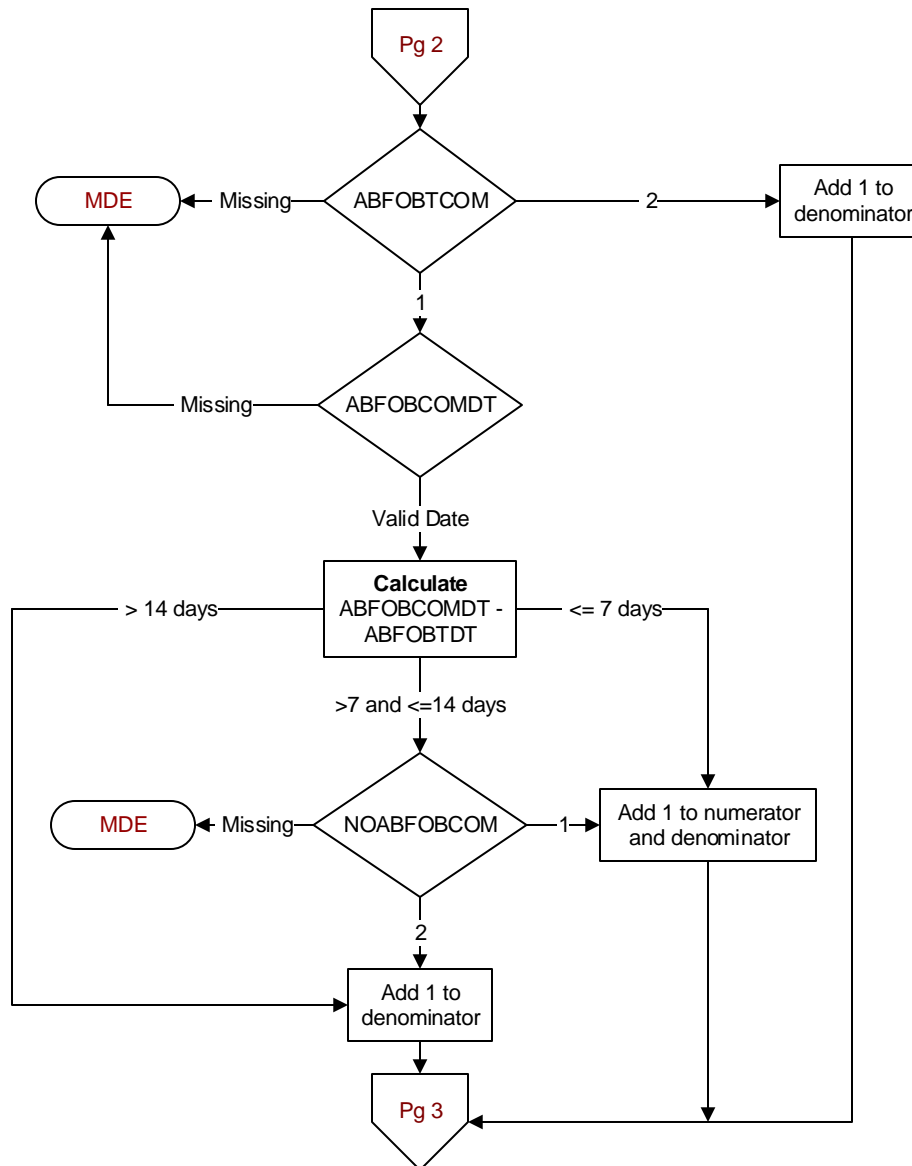 Pg 2
MDE
Missing
ABFOBTCOM
2
Add 1 to
denominator
1
Missing
ABFOBCOMDT
Valid Date
> 14 days
Calculate
ABFOBCOMDT -
ABFOBTDT
<= 7 days
>7 and <=14 days
MDE
Missing
NOABFOBCOM
1
Add 1 to numerator
and denominator
2
Add 1 to
denominator
Pg 3